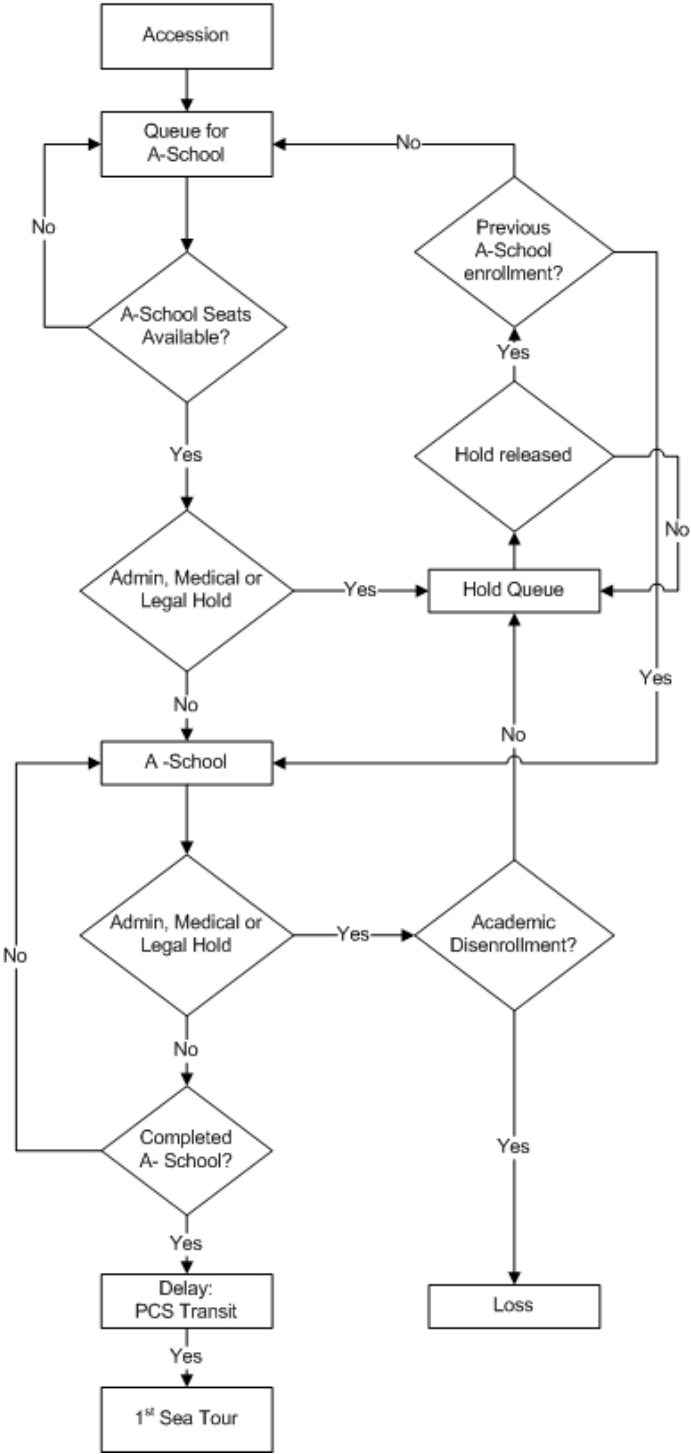 Accession
Queue for
A-School
No
No
Previous
A-School
enrollment?
A-School Seats
Available?
Yes
Yes
Hold released
No
Admin, Medical or
Legal Hold
Yes
Hold Queue
Yes
No
No
A -School
Admin, Medical or
Legal Hold
Yes
Academic
Disenrollment?
No
No
Completed
A- School?
Yes
Yes
Delay:
PCS Transit
Loss
Yes
1st Sea Tour